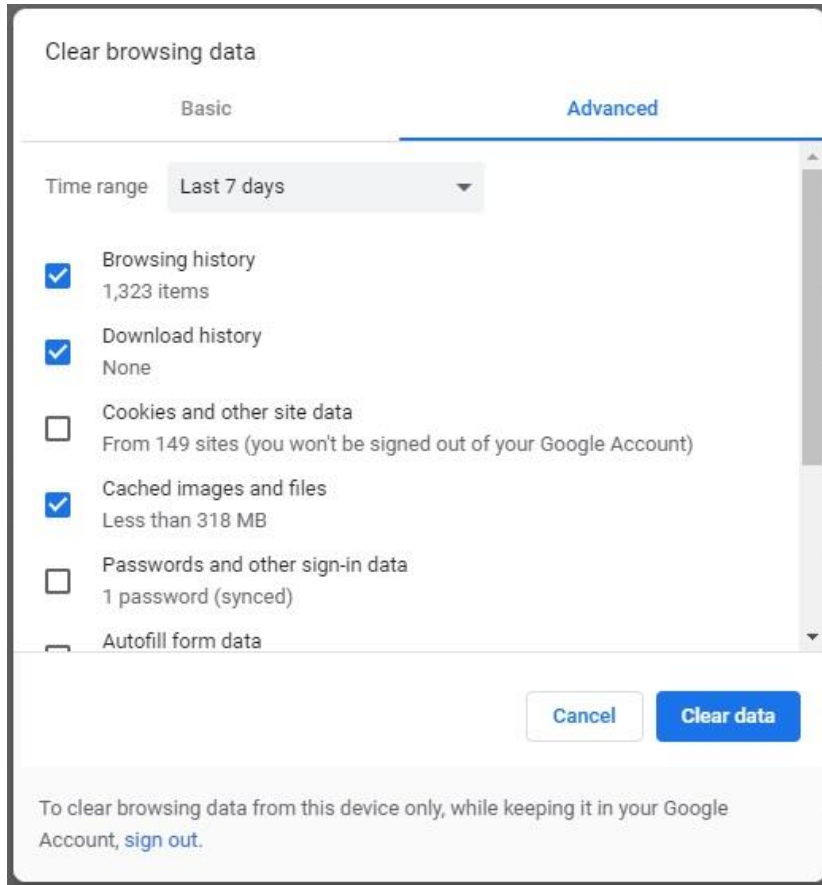 Clear browsing data
Basic
Advanced
Time range
Last 7 days
Browsing history
1,323 items
Download history
None
Cookies and other site data
From 149 sites (you won't be signed out of your Google Account)
Cached images and files
Less than 318 MB
Passwords and other sign-in data
1 password (synced)
Autofill form data
Cancel
Clear data
To clear browsing data from this device only, while keeping it in your Google
Account, sign out.